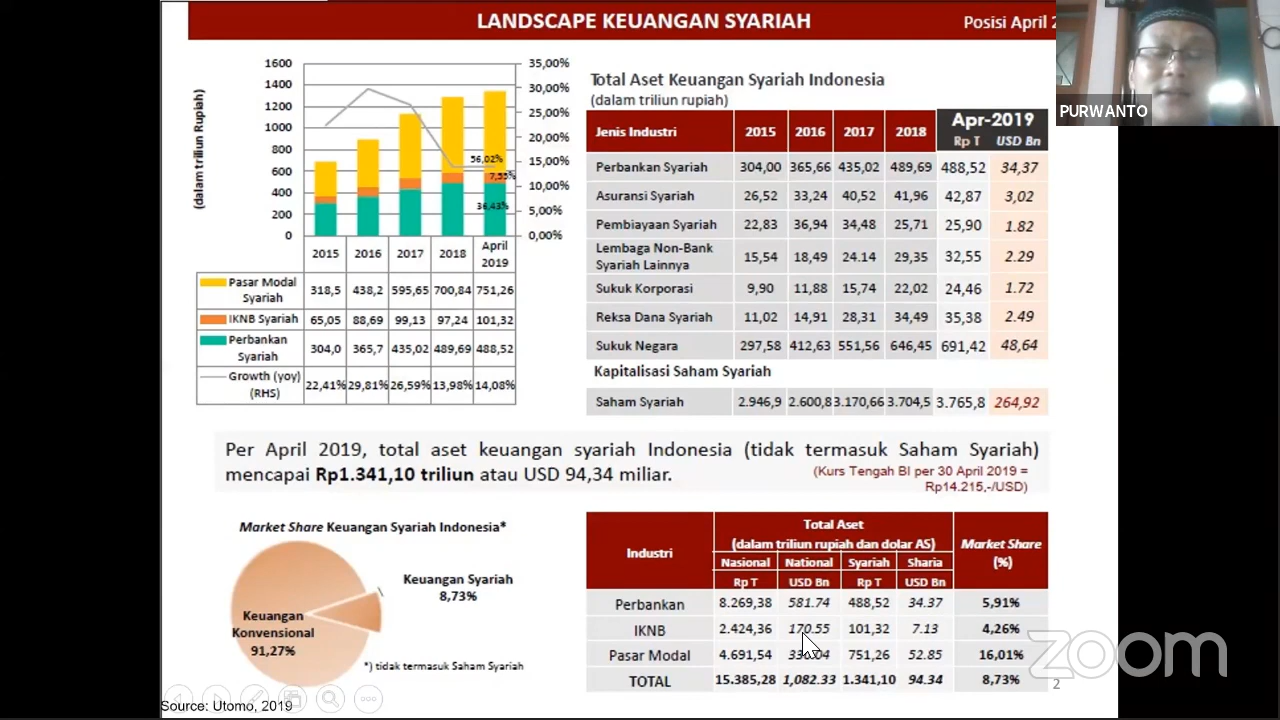 LANDSCAPE KEUANGAN SYARIAH
Posisi April 2
PURWANTO
(dalam triliun Rupiah)
1600
1400
1200
1000
800
600
400
200
0
35,00%
30,00%
25,00%
20,00%
15,00%
10,00%
5,00%
0,00%
56,02%
7,55%
36,43%
2015 2016 2017 2018 April 2019
Pasar Modal Syariah 318,5 438,2 595,65 700,84 751,26
IKNB Syariah 65,05 88,69 99,13 97,24 101,32
Perbankan Syariah 304,0 365,7 435,02 489,69 488,52
Growth (yoy) (RHS) 22,41% 29,81% 26,59% 13,98% 14,08%
Total Aset Keuangan Syariah Indonesia
(dalam triliun rupiah)
Jenis Industri 2015 2016 2017 2018 Apr-2019
Rp T USD Bn
Perbankan Syariah 304,00 365,66 435,02 489,69 488,52 34,37
Asuransi Syariah 26,52 33,24 40,52 41,96 42,87 3,02
Pembiayaan Syariah 22,83 36,94 34,48 25,71 25,90 1.82
Lembaga Non-Bank
Syariah Lainnya 15,54 18,49 24.14 29,35 32,55 2.29
Sukuk Korporasi 9,90 11,88 15,74 22,02 24,46 1.72
Reksa Dana Syariah 11,02 14,91 28,31 34,49 35,38 2.49
Sukuk Negara 297,58 412,63 551,56 646,45 691,42 48,64
Kapitalisasi Saham Syariah
Saham Syariah 2.946,9 2.600,8 3.170,66 3.704,5 3.765,8 264,92
Per April 2019, total aset keuangan syariah Indonesia (tidak termasuk Saham Syariah)
mencapai Rp1.341,10 triliun atau USD 94,34 miliar.
(Kurs Tengah BI per 30 April 2019 =
Rp14.215,-/USD)
Market Share Keuangan Syariah Indonesia*
Keuangan Syariah
8,73%
Keuangan
Konvensional
91,27%
*) tidak termasuk Saham Syariah
Industri
Total Aset
(dalam triliun rupiah dan dolar AS)
Market Share
(%)
Nasional National Syariah Sharia
Rp T USD Bn Rp T USD Bn
Perbankan 8.269,38 581.74 488,52 34.37 5,91%
IKNB 2.424,36 170.55 101,32 7.13 4,26%
Pasar Modal 4.691,54 751,26 52.85 16,01%
TOTAL 15.385,28 1,082.33 1.341,10 94.34 8,73%
zoom
2
Source: Utomo, 2019